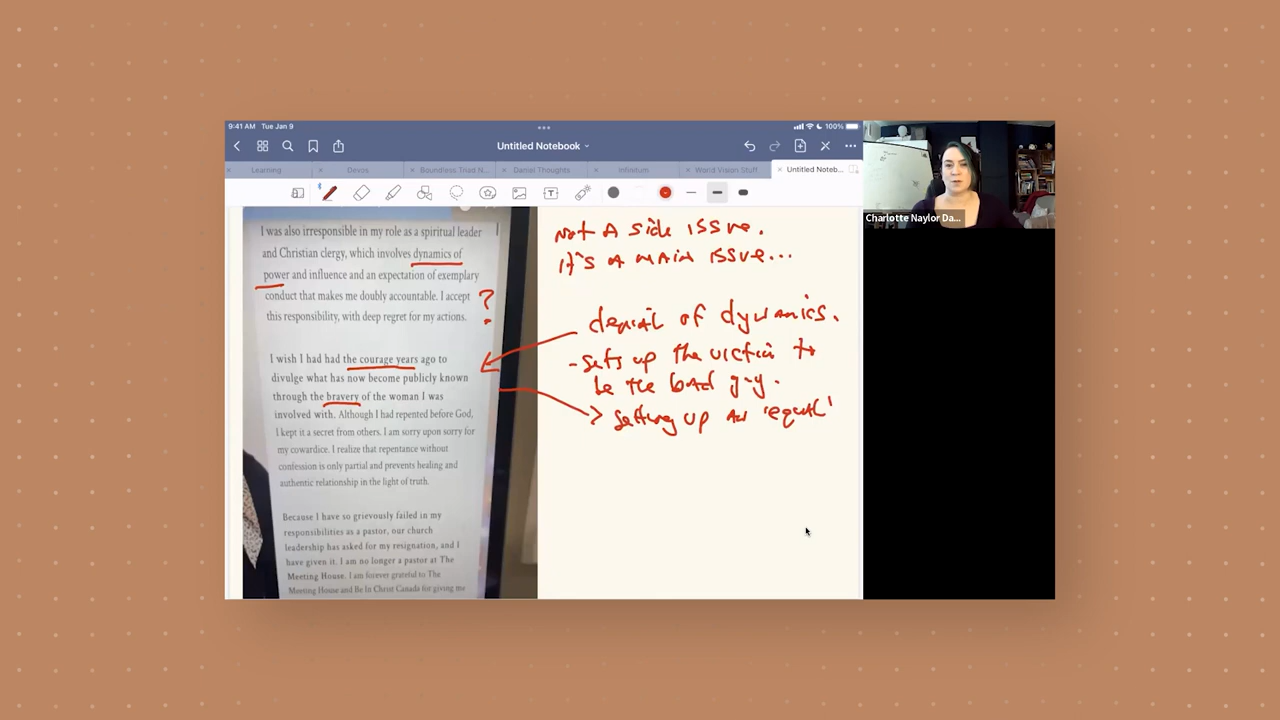 9:41 AM Tue Jan 9
100%
Untitled Notebook
Learning
Devos
Boundless Triad N...
Daniel Thoughts
Infinitum
World Vision Stuff
Untitled Noteb...
I was also irresponsible in my role as a spiritual leader
and Christian clergy, which involves dynamics of
power and influence and an expectation of exemplary
conduct that makes me doubly accountable. I accept
this responsibility, with deep regret for my actions.
?
I wish I had had the courage years ago to
divulge what has now become publicly known
through the bravery of the woman I was
involved with. Although I had repented before God,
I kept it a secret from others. I am sorry upon sorry for
my cowardice. I realize that repentance without
confession is only partial and prevents healing and
authentic relationship in the light of truth.
Because I have so grievously failed in my
responsibilities as a pastor, our church
leadership has asked for my resignation, and I
have given it. I am no longer a pastor at The
Meeting House. I am forever grateful to The
Meeting House and Be In Christ Canada for giving me
Not A side issue.
it's A main issue...
denial of dynamics.
- sets up the victim to
be the bad guy.
> setting up an 'equal'
Charlotte Naylor Da...